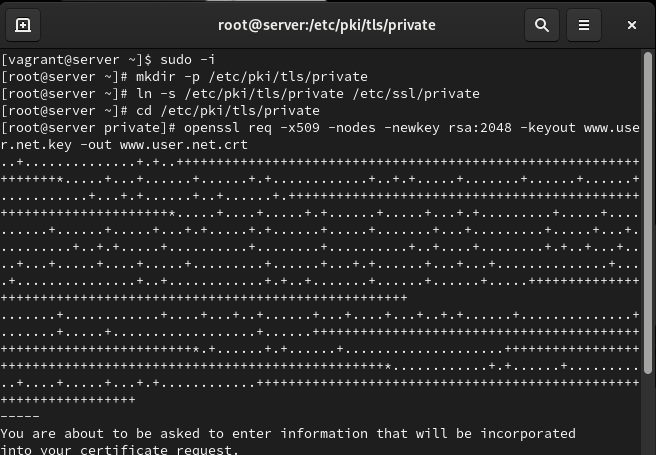 root@server:/etc/pki/tls/private
[vagrant@server ~]$ sudo -i
[root@server ~]# mkdir -p /etc/pki/tls/private
[root@server ~]# ln -s /etc/pki/tls/private /etc/ssl/private
[root@server ~]# cd /etc/pki/tls/private
[root@server private]# openssl req -x509 -nodes -newkey rsa:2048 -keyout www.use
r.net.key -out www.user.net.crt
-----
You are about to be asked to enter information that will be incorporated
into your certificate request.